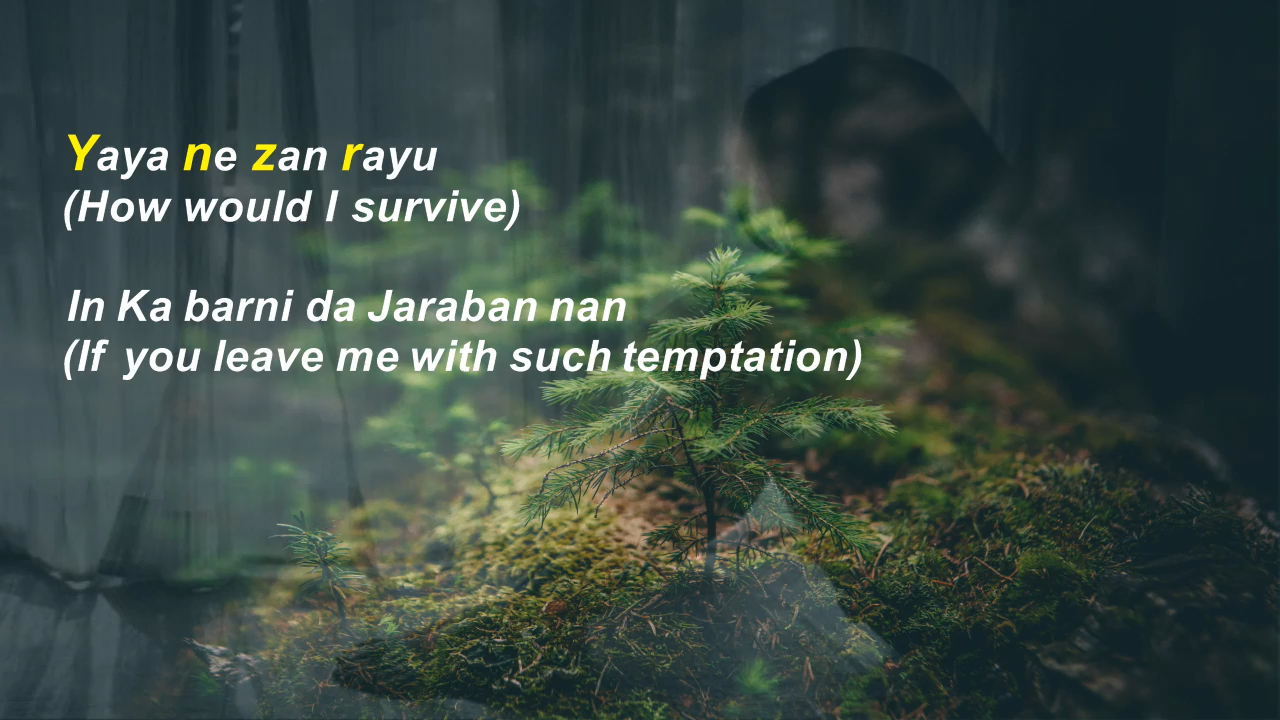 Yaya ne zan rayu
(How would I survive)
In Ka barni da Jaraban nan
(If you leave me with such temptation)